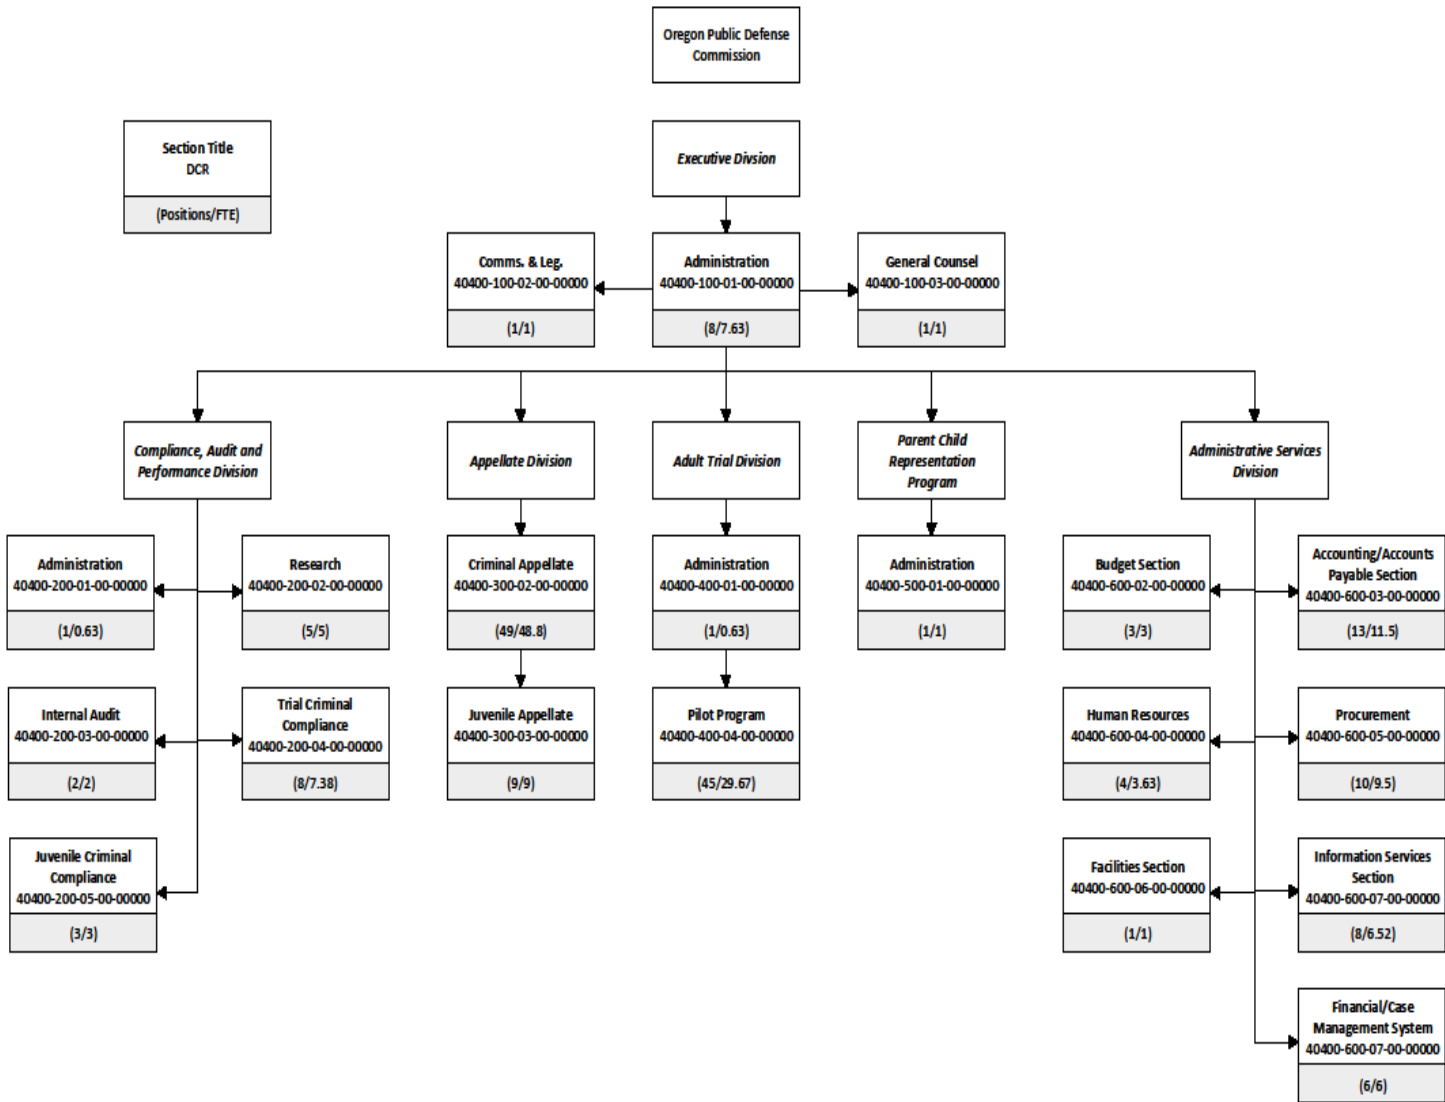 Oregon Public Defense
Commission
Section Title
DCR
(Positions/FTE)
Executive Divsion
Comms. & Leg.
40400-100-02-00-00000
(1/1)
Administration
40400-100-01-00-00000
(8/7.63)
General Counsel
40400-100-03-00-00000
(1/1)
Compliance, Audit and
Performance Division
Appellate Division
Adult Trial Division
Parent Child
Representation
Program
Administrative Services
Division
Administration
40400-200-01-00-00000
(1/0.63)
Research
40400-200-02-00-00000
(5/5)
Criminal Appellate
40400-300-02-00-00000
(49/48.8)
Administration
40400-400-01-00-00000
(1/0.63)
Administration
40400-500-01-00-00000
(1/1)
Budget Section
40400-600-02-00-00000
(3/3)
Accounting/Accounts
Payable Section
40400-600-03-00-00000
(13/11.5)
Internal Audit
40400-200-03-00-00000
(2/2)
Trial Criminal
Compliance
40400-200-04-00-00000
(8/7.38)
Juvenile Appellate
40400-300-03-00-00000
(9/9)
Pilot Program
40400-400-04-00-00000
(45/29.67)
Human Resources
40400-600-04-00-00000
(4/3.63)
Procurement
40400-600-05-00-00000
(10/9.5)
Juvenile Criminal
Compliance
40400-200-05-00-00000
(3/3)
Facilities Section
40400-600-06-00-00000
(1/1)
Information Services
Section
40400-600-07-00-00000
(8/6.52)
Financial/Case
Management System
40400-600-07-00-00000
(6/6)